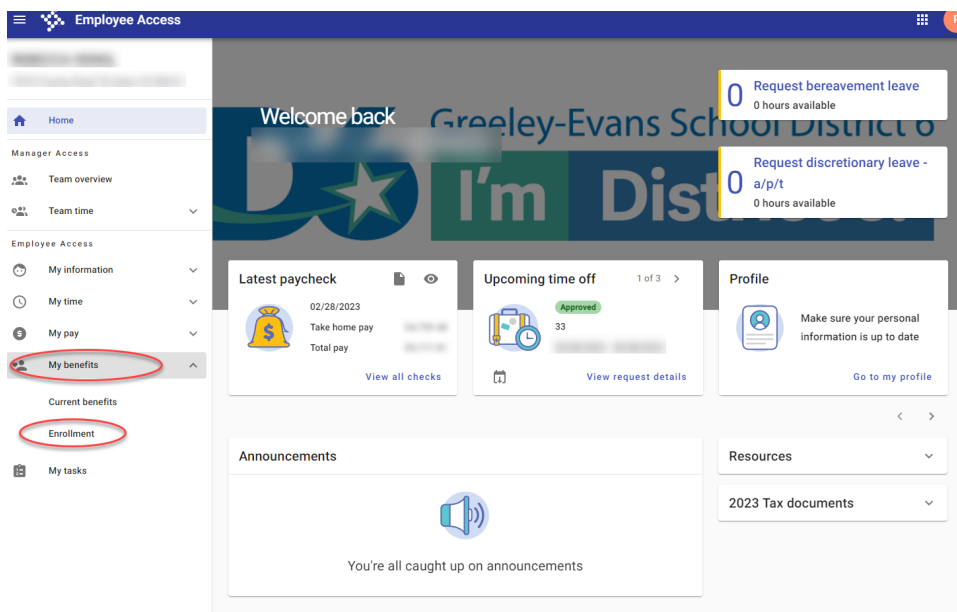 Employee Access
Home
Manager Access
Team overview
Team time
Employee Access
My information
My time
My pay
My benefits
Current benefits
Enrollment
My tasks
Welcome back
Greeley-Evans School District 6
I'm Dis
0 Request bereavement leave
0 hours available
0 Request discretionary leave -
a/p/t
0 hours available
Latest paycheck
02/28/2023
Take home pay
Total pay
View all checks
Upcoming time off 1 of 3
Approved
33
View request details
Profile
Make sure your personal
information is up to date
Go to my profile
Announcements
You're all caught up on announcements
Resources
2023 Tax documents